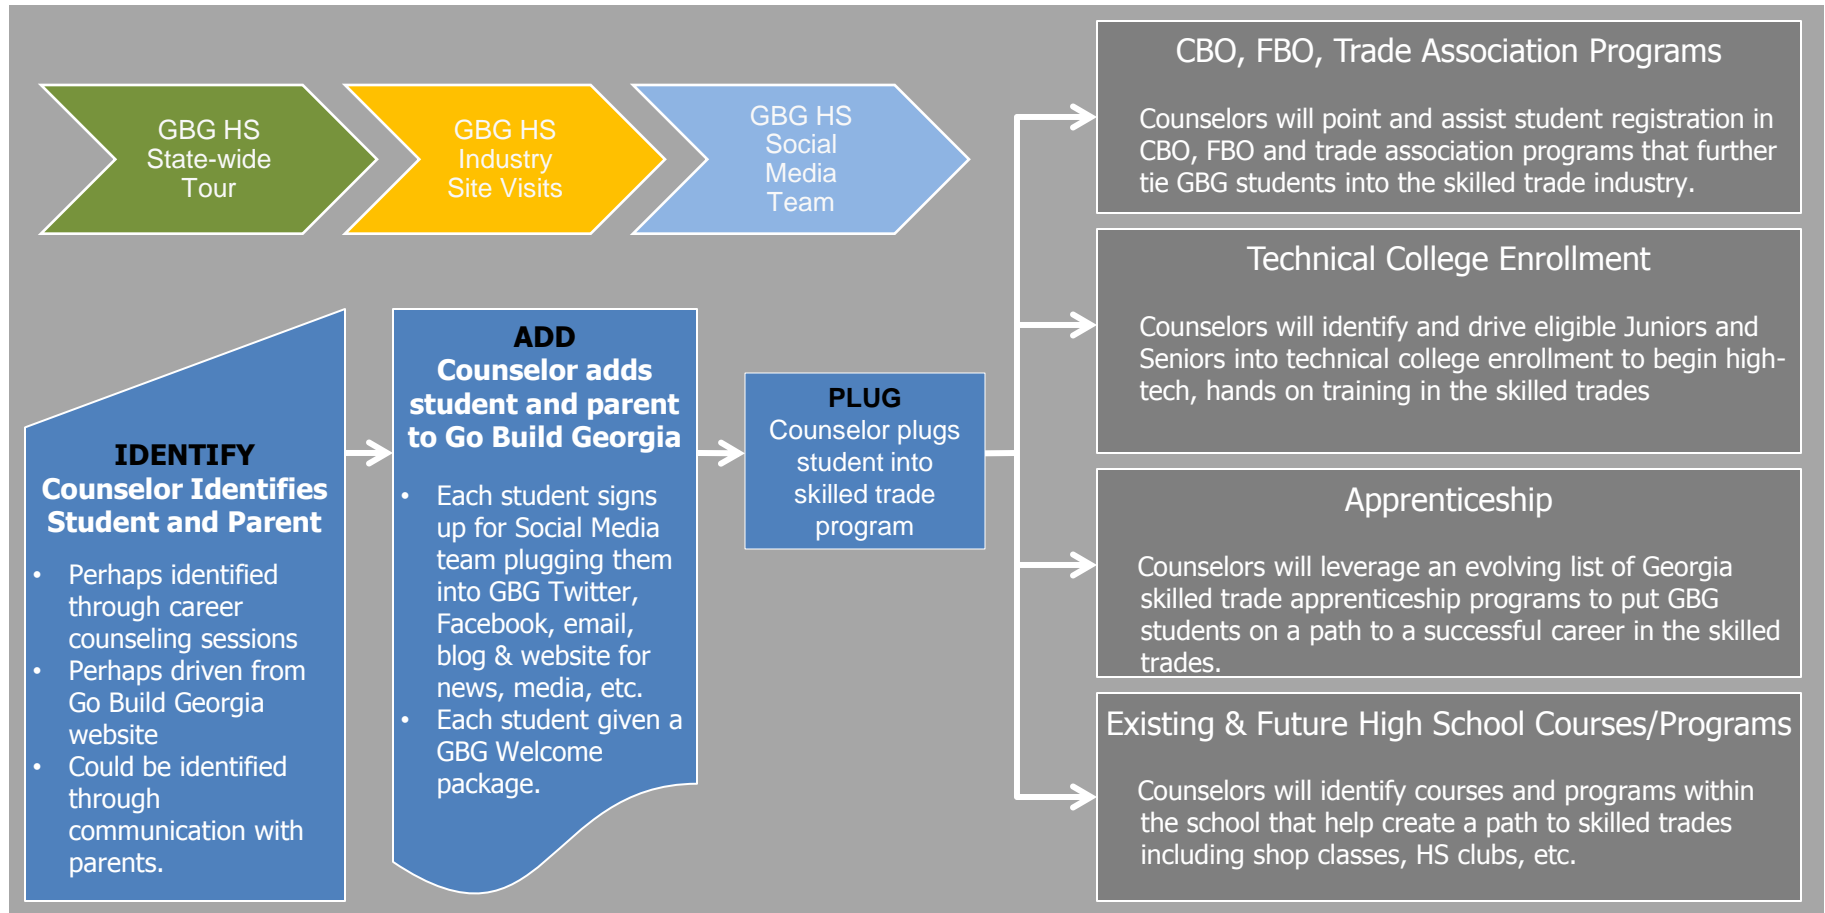 GBG HS
State-wide
Tour
GBG HS
Industry
Site Visits
GBG HS
Social
Media
Team
IDENTIFY
Counselor Identifies
Student and Parent
• Perhaps identified
through career
counseling sessions
• Perhaps driven from
Go Build Georgia
website
• Could be identified
through
communication with
parents.
ADD
Counselor adds
student and parent
to Go Build Georgia
• Each student signs
up for Social Media
team plugging them
into GBG Twitter,
Facebook, email,
blog & website for
news, media, etc.
• Each student given a
GBG Welcome
package.
PLUG
Counselor plugs
student into
skilled trade
program
CBO, FBO, Trade Association Programs
Counselors will point and assist student registration in
CBO, FBO and trade association programs that further
tie GBG students into the skilled trade industry.
Technical College Enrollment
Counselors will identify and drive eligible Juniors and
Seniors into technical college enrollment to begin high-
tech, hands on training in the skilled trades
Apprenticeship
Counselors will leverage an evolving list of Georgia
skilled trade apprenticeship programs to put GBG
students on a path to a successful career in the skilled
trades.
Existing & Future High School Courses/Programs
Counselors will identify courses and programs within
the school that help create a path to skilled trades
including shop classes, HS clubs, etc.